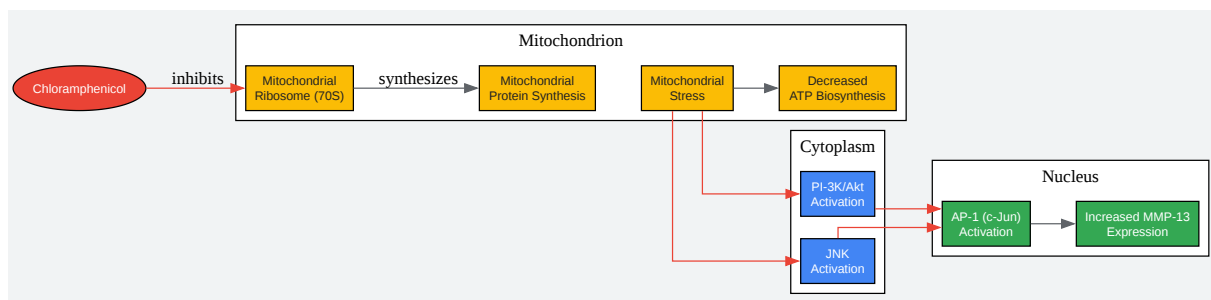 Mitochondrion
Chloramphenicol
inhibits
Mitochondrial
Ribosome (70S)
synthesizes
Mitochondrial
Protein Synthesis
Mitochondrial
Stress
Decreased
ATP Biosynthesis
Cytoplasm
PI-3K/Akt
Activation
JNK
Activation
Nucleus
AP-1 (c-Jun)
Activation
Increased MMP-13
Expression